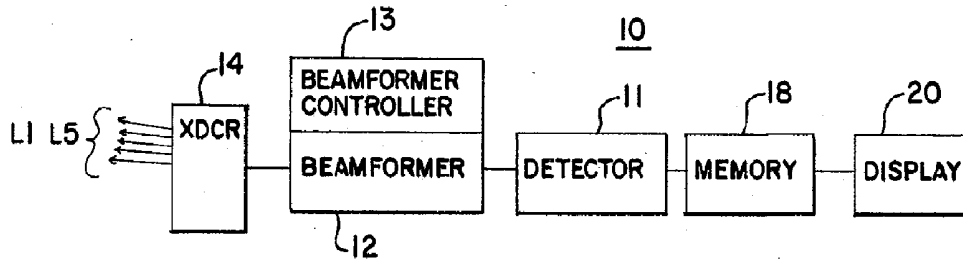 10
13
14
11
18
20
L1 L5
XDCR
BEAMFORMER
CONTROLLER
BEAMFORMER
DETECTOR
MEMORY
DISPLAY
12